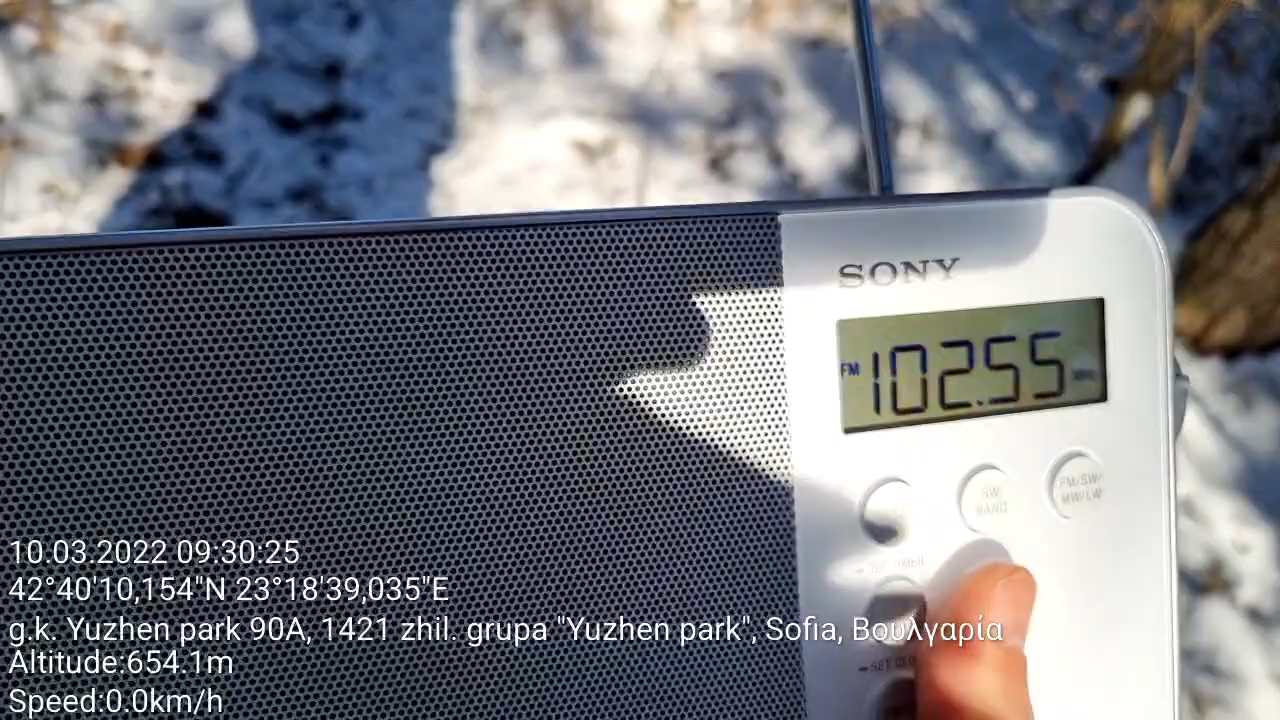 SONY
FM 102.55 MHz
SW BAND
FM/SW/
MW/LW
SET CLO
10.03.2022 09:30:25
42°40'10,154"N 23°18'39,035"E
g.k. Yuzhen park 90A, 1421 zhil. grupa "Yuzhen park", Sofia, Βουλγαρία
Altitude:654.1m
Speed:0.0km/h